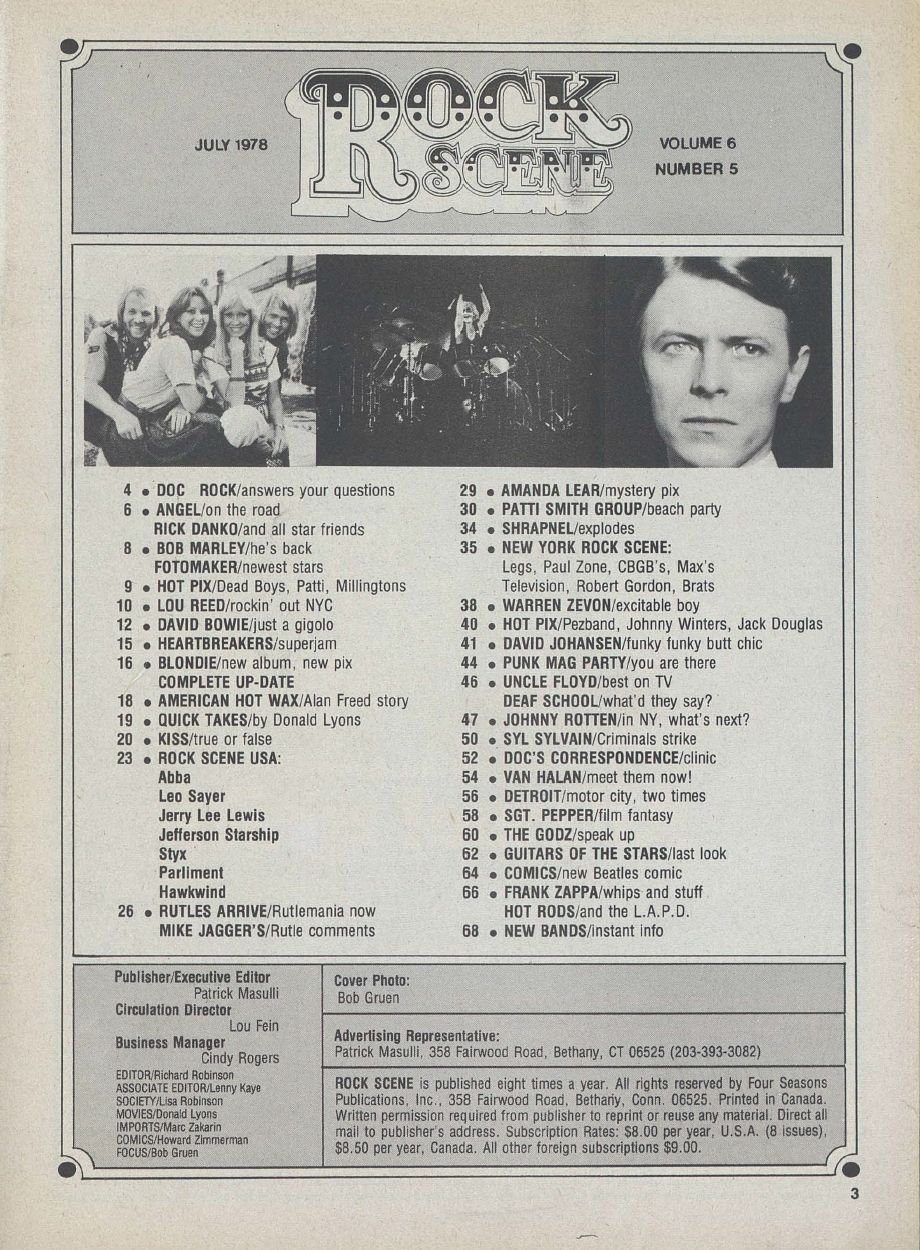 JULY 1978
ROCK
SCENE
VOLUME 6
NUMBER 5
4 • DOC ROCK/answers your questions
6 • ANGEL/on the road
RICK DANKO/and all star friends
8 • BOB MARLEY/he's back
FOTOMAKER/newest stars
9 • HOT PIX/Dead Boys, Patti, Millingtons
10 • LOU REED/rockin' out NYC
12 • DAVID BOWIE/just a gigolo
15 • HEARTBREAKERS/superjam
16 • BLONDIE/new album, new pix
COMPLETE UP-DATE
18 • AMERICAN HOT WAX/Alan Freed story
19 • QUICK TAKES/by Donald Lyons
20 • KISS/true or false
23 • ROCK SCENE USA:
Abba
Leo Sayer
Jerry Lee Lewis
Jefferson Starship
Styx
Parliment
Hawkwind
26 • RUTLES ARRIVE/Rutlemania now
MIKE JAGGER'S/Rutle comments
29 • AMANDA LEAR/mystery pix
30 • PATTI SMITH GROUP/beach party
34 • SHRAPNEL/explodes
35 • NEW YORK ROCK SCENE:
Legs, Paul Zone, CBGB's, Max's
Television, Robert Gordon, Brats
38 • WARREN ZEVON/excitable boy
40 • HOT PIX/Pezband, Johnny Winters, Jack Douglas
41 • DAVID JOHANSEN/funky funky butt chic
44 • PUNK MAG PARTY/you are there
46 • UNCLE FLOYD/best on TV
DEAF SCHOOL/what'd they say?
47 • JOHNNY ROTTEN/in NY, what's next?
50 • SYL SYLVAIN/Criminals strike
52 • DOC'S CORRESPONDENCE/clinic
54 • VAN HALAN/meet them now!
56 • DETROIT/motor city, two times
58 • SGT. PEPPER/film fantasy
60 • THE GODZ/speak up
62 • GUITARS OF THE STARS/last look
64 • COMICS/new Beatles comic
66 • FRANK ZAPPA/whips and stuff
HOT RODS/and the L.A.P.D.
68 • NEW BANDS/instant info
Publisher/Executive Editor
Patrick Masulli
Circulation Director
Lou Fein
Business Manager
Cindy Rogers
EDITOR/Richard Robinson
ASSOCIATE EDITOR/Lenny Kaye
SOCIETY/Lisa Robinson
MOVIES/Donald Lyons
IMPORTS/Marc Zakarin
COMICS/Howard Zimmerman
FOCUS/Bob Gruen
Cover Photo:
Bob Gruen
Advertising Representative:
Patrick Masulli, 358 Fairwood Road, Bethany, CT 06525 (203-393-3082)
ROCK SCENE is published eight times a year. All rights reserved by Four Seasons
Publications, Inc., 358 Fairwood Road, Bethany, Conn. 06525. Printed in Canada.
Written permission required from publisher to reprint or reuse any material. Direct all
mail to publisher's address. Subscription Rates: $8.00 per year, U.S.A. (8 issues),
$8.50 per year, Canada. All other foreign subscriptions $9.00.
3